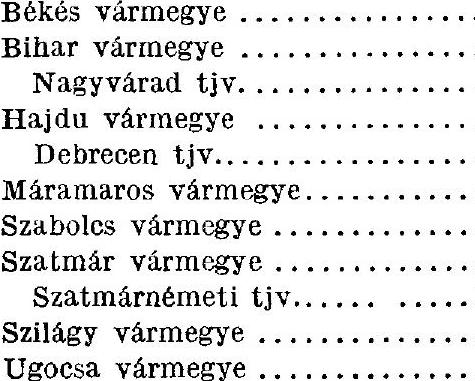 Békés vármegye ................
Bihar vármegye ................
Nagyvárad tjv................
Hajdu vármegye ...............
Debrecen tjv.................
Máramaros vármegye............
Szabolcs vármegye ..............
Szatmár vármegye ..............
Szatmárnémeti tjv...... .....
Szilágy vármegye ...............
Ugocsa vármegye ...............